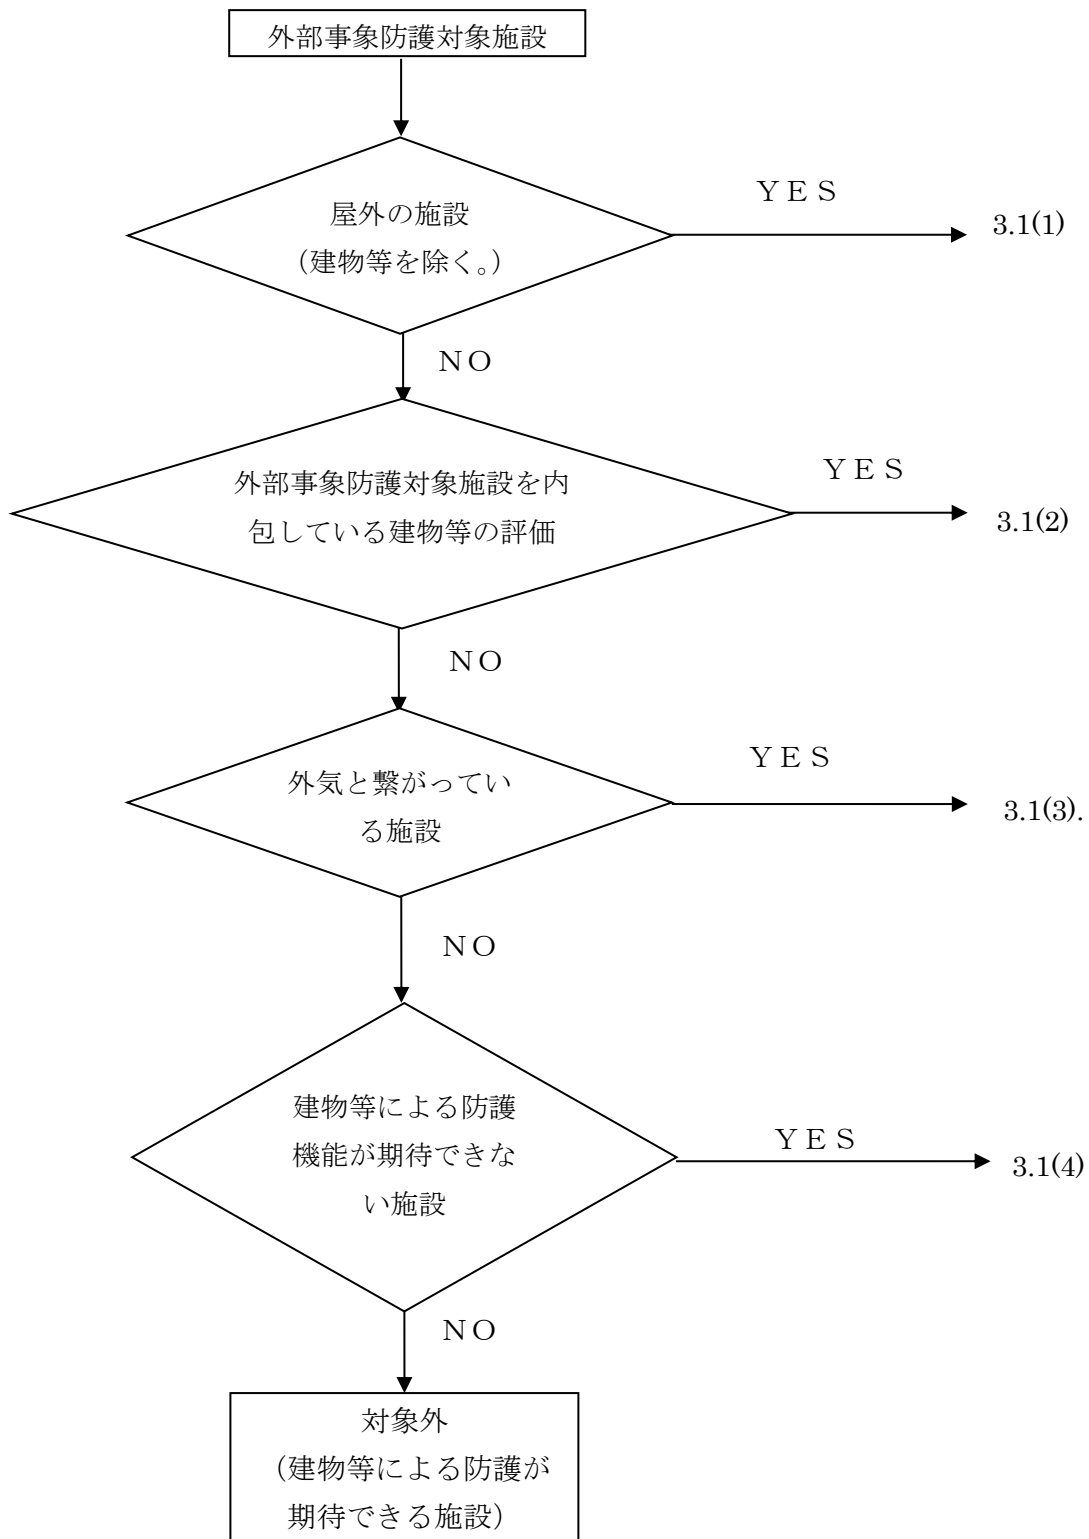 外部事象防護対象施設
屋外の施設
（建物等を除く。）
ＹＥＳ
3.1(1)
ＮＯ
外部事象防護対象施設を内
包している建物等の評価
ＹＥＳ
3.1(2)
ＮＯ
外気と繋がってい
る施設
ＹＥＳ
3.1(3).
ＮＯ
建物等による防護
機能が期待できな
い施設
ＹＥＳ
3.1(4)
ＮＯ
対象外
（建物等による防護が
期待できる施設）